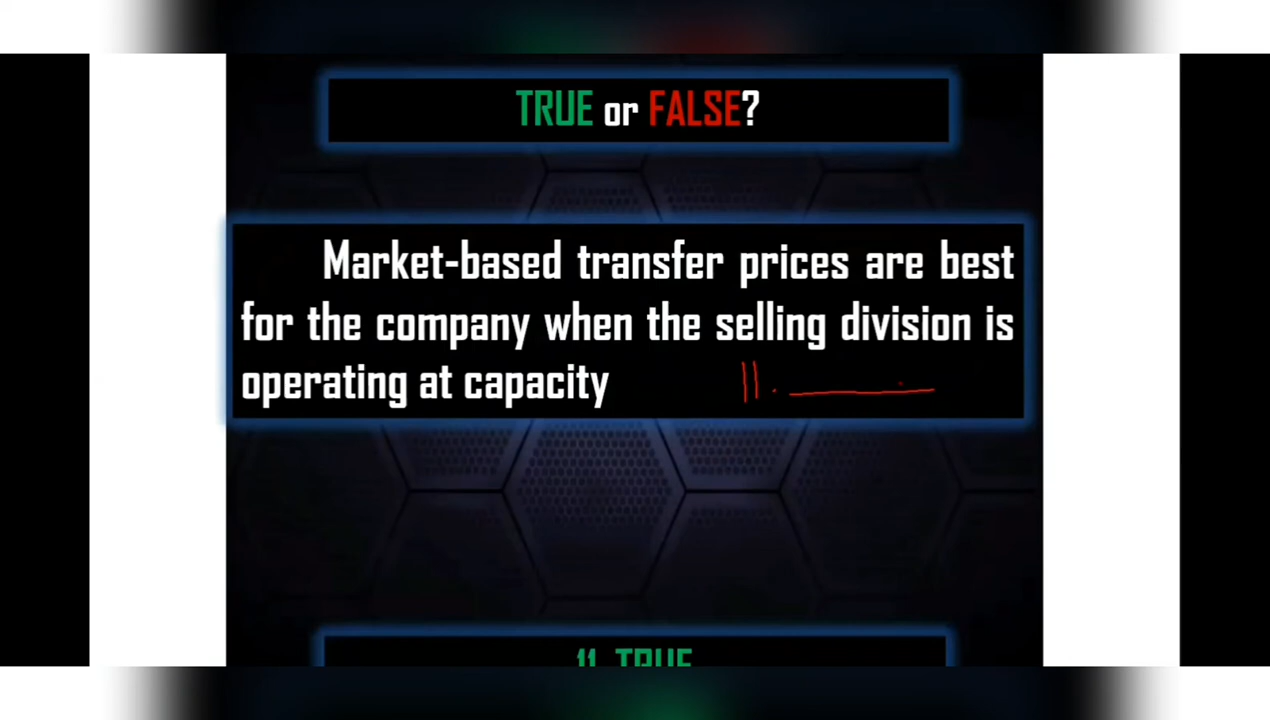 TRUE or FALSE?
Market-based transfer prices are best
for the company when the selling division is
operating at capacity 11.
11. TRUE